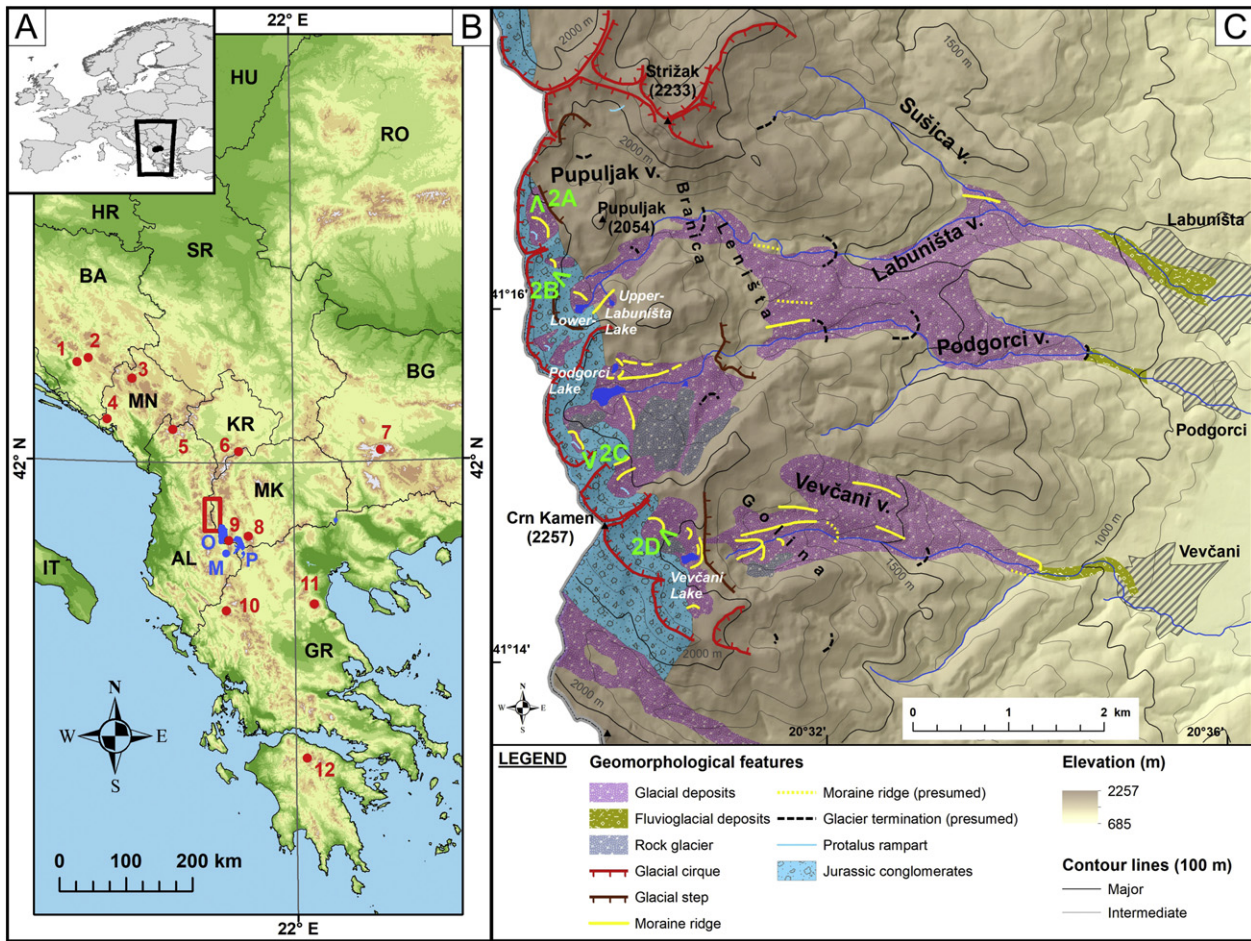 A
B
22° E
HU
RO
HR
SR
BA
1
2
3
MN
4
5
KR
6
BG
7
42° N
42° N
MK
9
8
O
P
M
AL
IT
10
11
GR
N
W
E
S
12
0 100 200 km
22° E
C
2000 m
1500 m
Strižak
(2233)
Sušica v.
2000 m
Pupuljak v.
2A
Pupuljak
(2054)
Branica
Leništa
Labuništa v.
Labuništa
2B
41°16'
Upper-
Labuništa
Lower-
Lake
Podgorci v.
Podgorci
Lake
Podgorci
2C
Vevčani v.
Gorina
Crn Kamen
(2257)
2D
1000 m
Vevčani
Vevčani
Lake
1500 m
41°14'
2000 m
2000 m
N
W
E
S
0 1 2 km
20°32'
20°36'
LEGEND
Geomorphological features
Glacial deposits
Fluvioglacial deposits
Rock glacier
Glacial cirque
Glacial step
Moraine ridge
Moraine ridge (presumed)
Glacier termination (presumed)
Protalus rampart
Jurassic conglomerates
Elevation (m)
2257
685
Contour lines (100 m)
Major
Intermediate